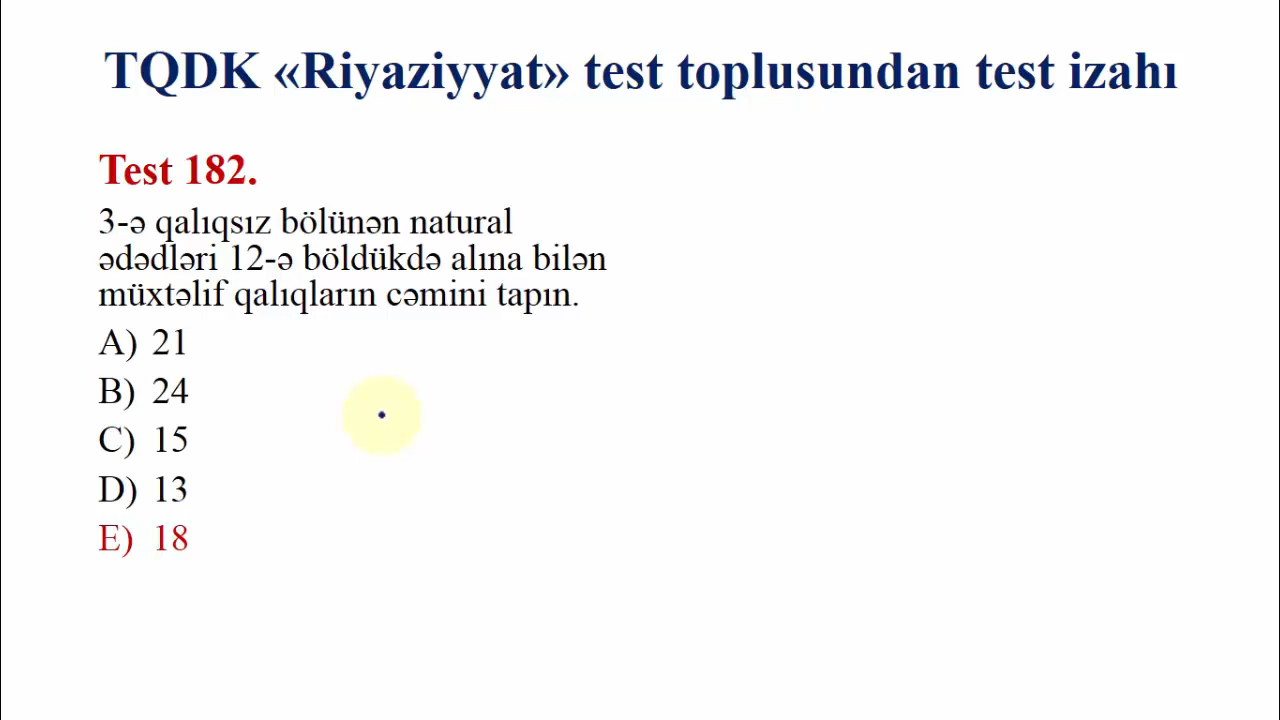 TQDK «Riyaziyyat» test toplusundan test izahı
Test 182.
3-ə qalıqsız bölünən natural
ədədləri 12-ə böldükdə alına bilən
müxtəlif qalıqların cəmini tapın.
A) 21
B) 24
C) 15
D) 13
E) 18